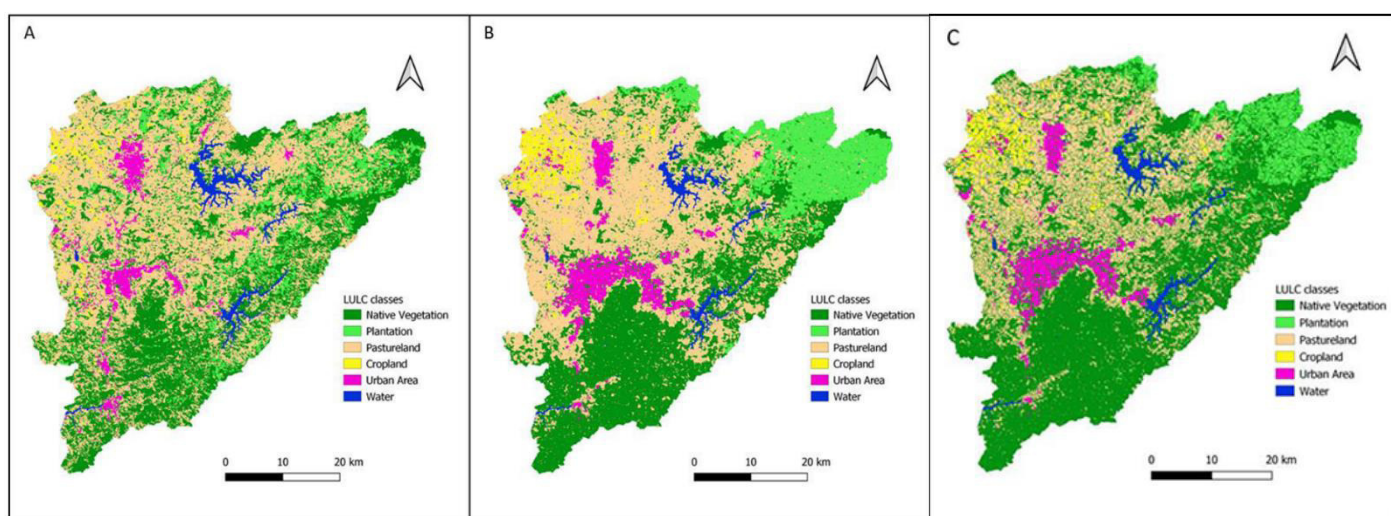 A
LULC classes
Native Vegetation
Plantation
Pastureland
Cropland
Urban Area
Water
0 10 20 km
B
LULC classes
Native Vegetation
Plantation
Pastureland
Cropland
Urban Area
Water
0 10 20 km
C
LULC classes
Native Vegetation
Plantation
Pastureland
Cropland
Urban Area
Water
0 10 20 km